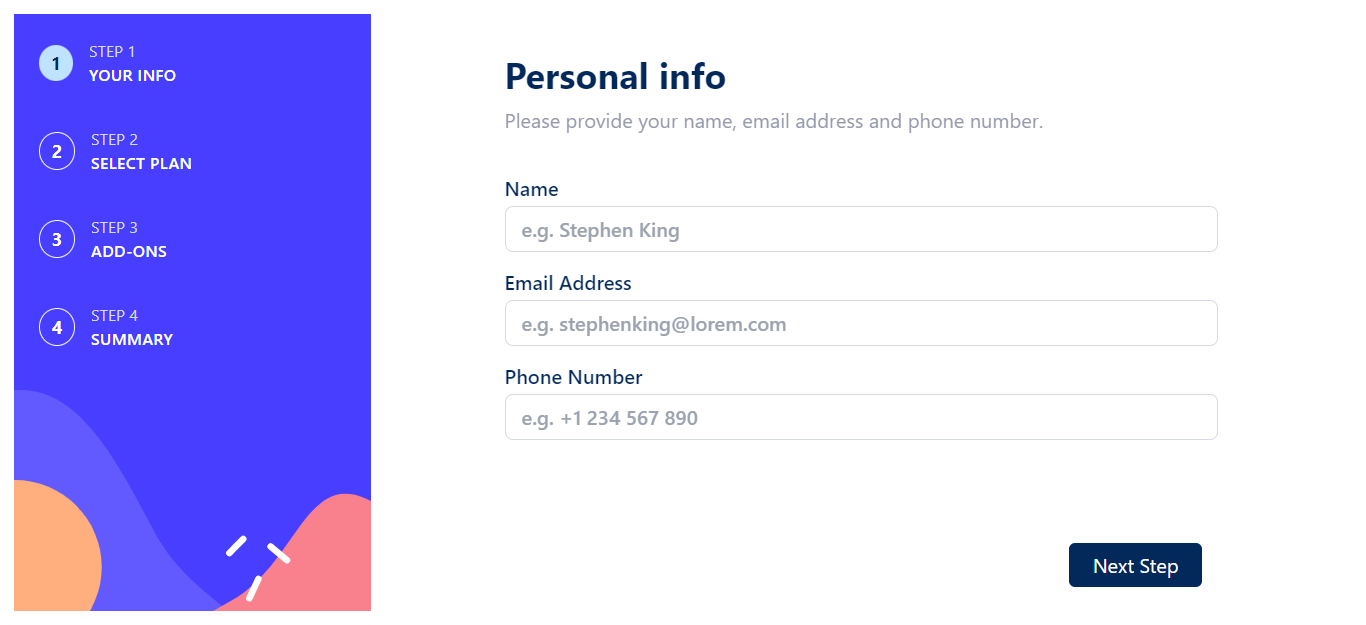 1
STEP 1
YOUR INFO
2
STEP 2
SELECT PLAN
3
STEP 3
ADD-ONS
4
STEP 4
SUMMARY
Personal info
Please provide your name, email address and phone number.
Name
e.g. Stephen King
Email Address
e.g. stephenking@lorem.com
Phone Number
e.g. +1 234 567 890
Next Step